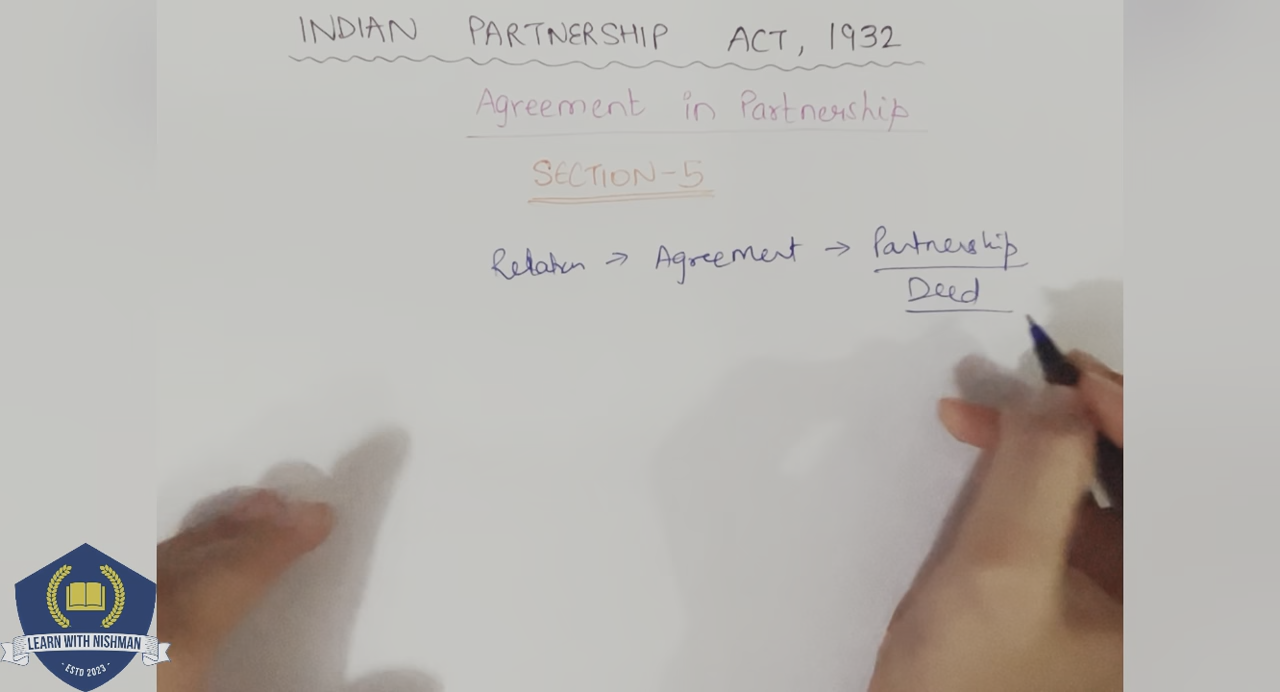 INDIAN PARTNERSHIP ACT, 1932
Agreement in Partnership
SECTION-5
Relation → Agreement → Partnership
Deed
LEARN WITH NISHMAN
- ESTD 2023 -